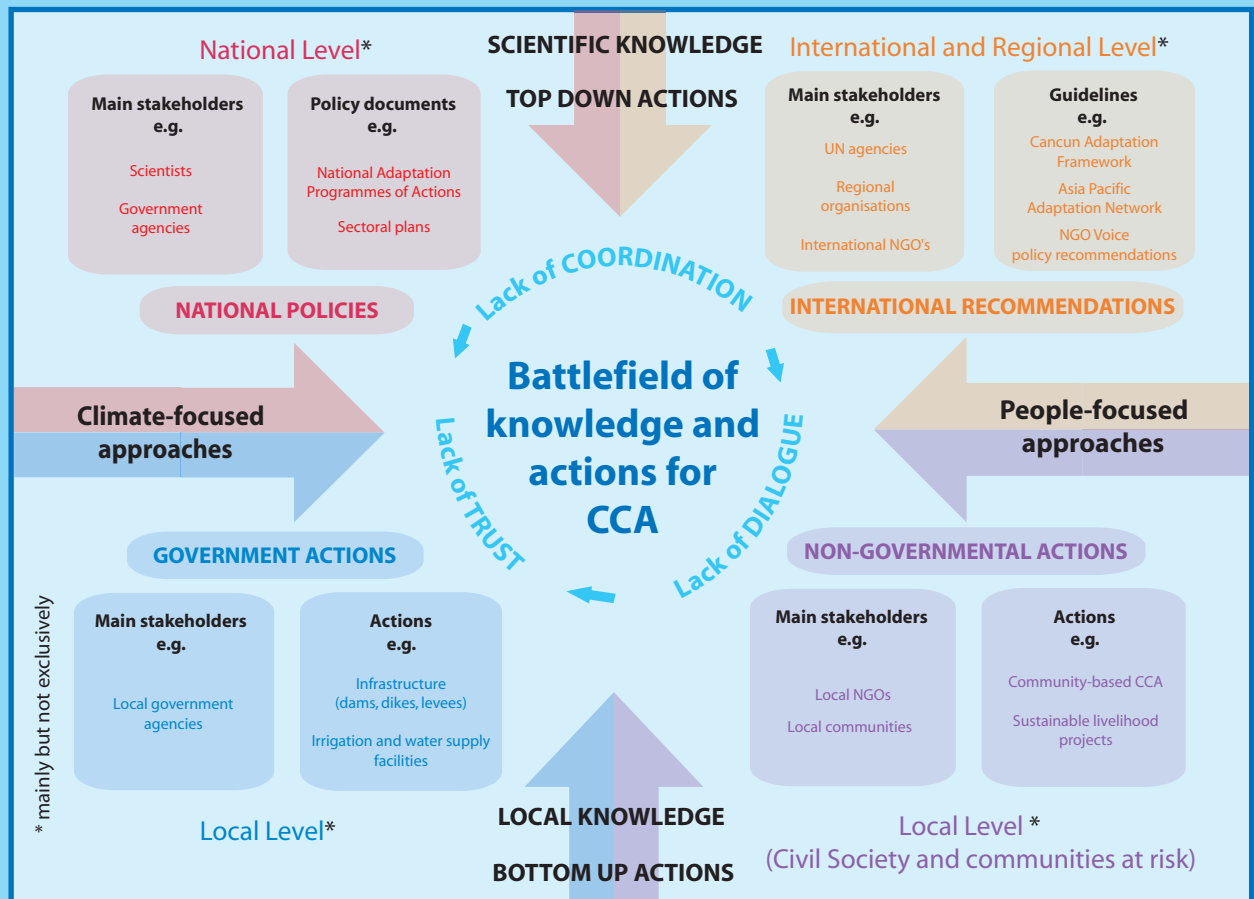 National Level*
Main stakeholders
e.g.
Scientists
Government
agencies
Policy documents
e.g.
National Adaptation
Programmes of Actions
Sectoral plans
NATIONAL POLICIES
SCIENTIFIC KNOWLEDGE
TOP DOWN ACTIONS
International and Regional Level*
Main stakeholders
e.g.
UN agencies
Regional
organisations
International NGO's
Guidelines
e.g.
Cancun Adaptation
Framework
Asia Pacific
Adaptation Network
NGO Voice
policy recommendations
INTERNATIONAL RECOMMENDATIONS
Climate-focused
approaches
Lack of COORDINATION
Lack of DIALOGUE
Lack of TRUST
Battlefield of
knowledge and
actions for
CCA
People-focused
approaches
GOVERNMENT ACTIONS
Main stakeholders
e.g.
Local government
agencies
Actions
e.g.
Infrastructure
(dams, dikes, levees)
Irrigation and water supply
facilities
Local Level*
LOCAL KNOWLEDGE
BOTTOM UP ACTIONS
NON-GOVERNMENTAL ACTIONS
Main stakeholders
e.g.
Local NGOs
Local communities
Actions
e.g.
Community-based CCA
Sustainable livelihood
projects
Local Level *
(Civil Society and communities at risk)
* mainly but not exclusively